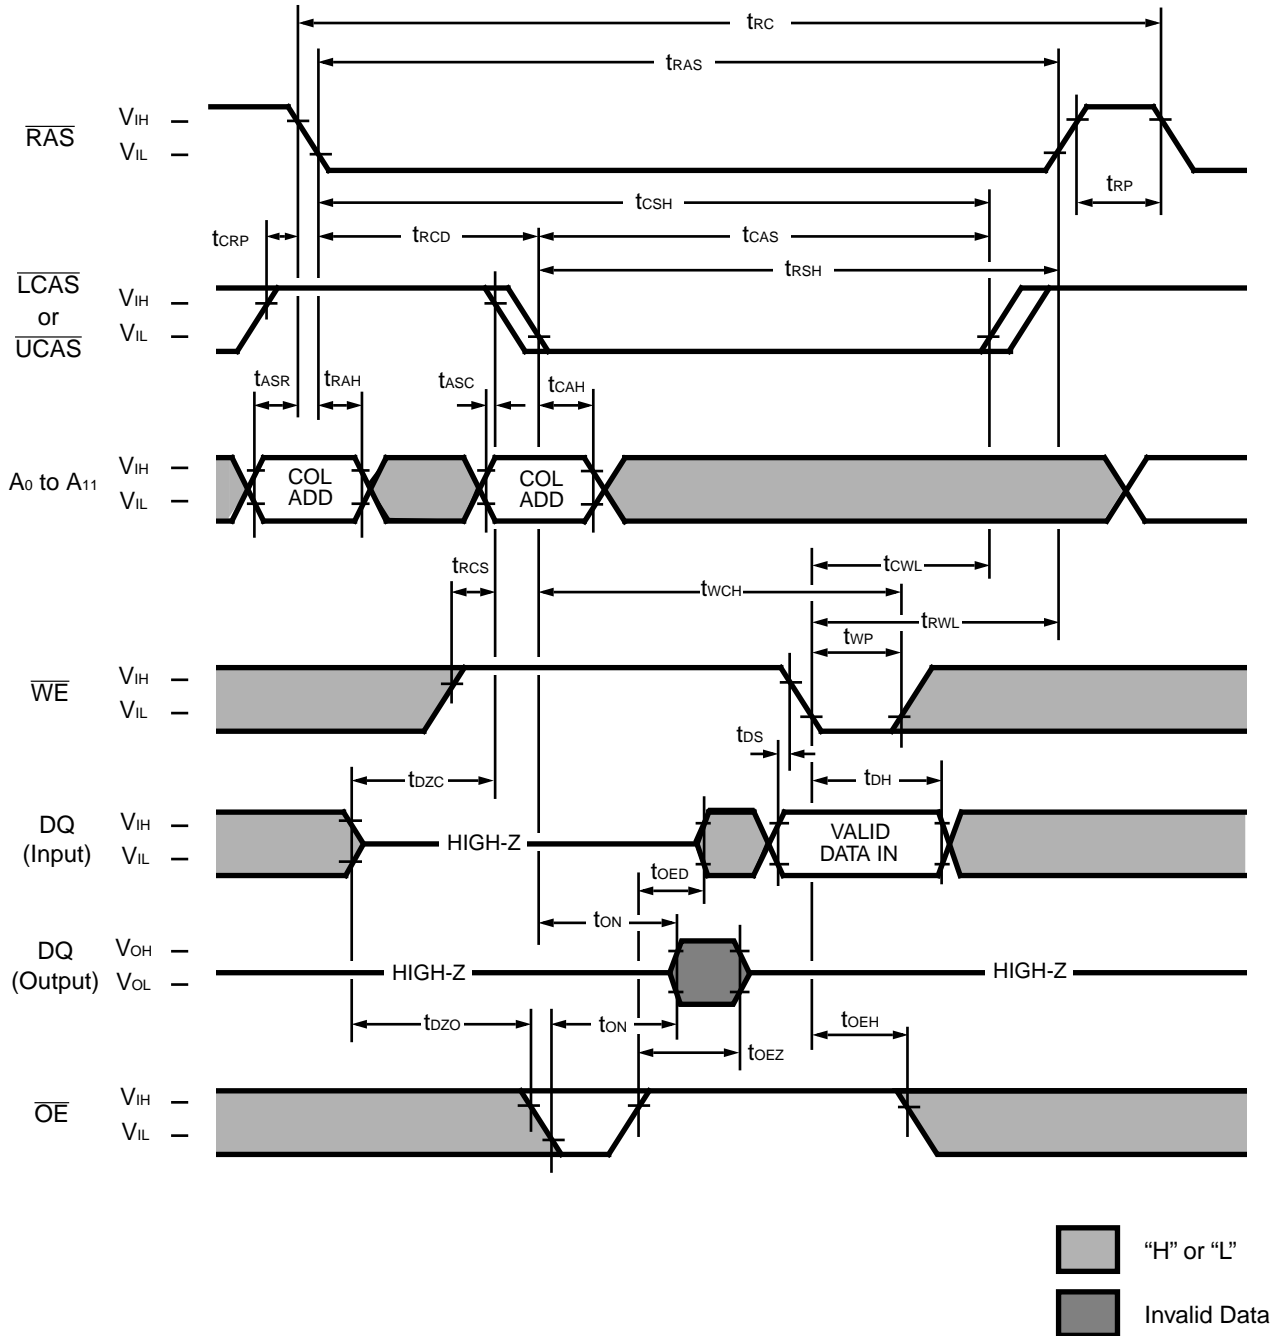 tRC
tRAS
RAS
VIH
VIL
tCSH
tRP
tCRP
tRCD
tCAS
tRSH
LCAS
or
UCAS
VIH
VIL
tASR
tRAH
tASC
tCAH
A0 to A11
VIH
VIL
COL
ADD
COL
ADD
tRCS
tCWL
tWCH
tRWL
tWP
WE
VIH
VIL
tDS
tDZC
tDH
DQ
(Input)
VIH
VIL
HIGH-Z
VALID
DATA IN
tOED
tON
DQ
(Output)
VOH
VOL
HIGH-Z
HIGH-Z
tDZO
tON
tOEZ
tOEH
OE
VIH
VIL
“H” or “L”
Invalid Data